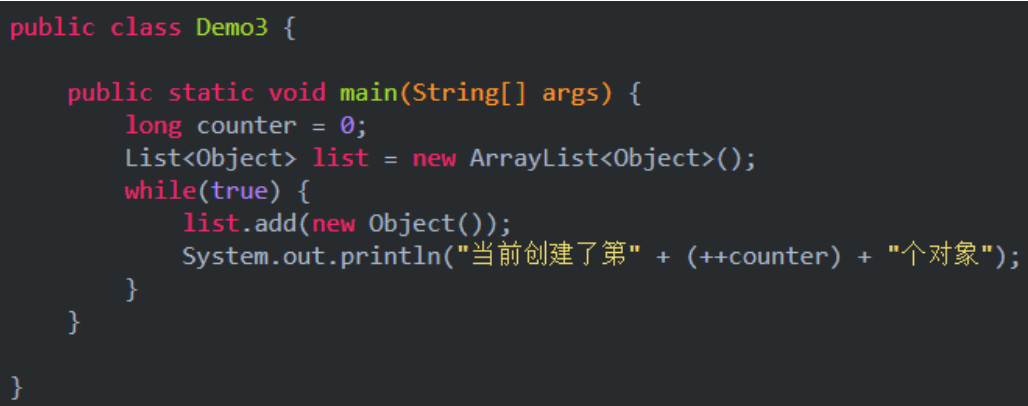 public class Demo3 {
public static void main(String[] args) {
long counter = 0;
List<Object> list = new ArrayList<Object>();
while(true) {
list.add(new Object());
System.out.println("当前创建了第" + (++counter) + "个对象");
}
}
}